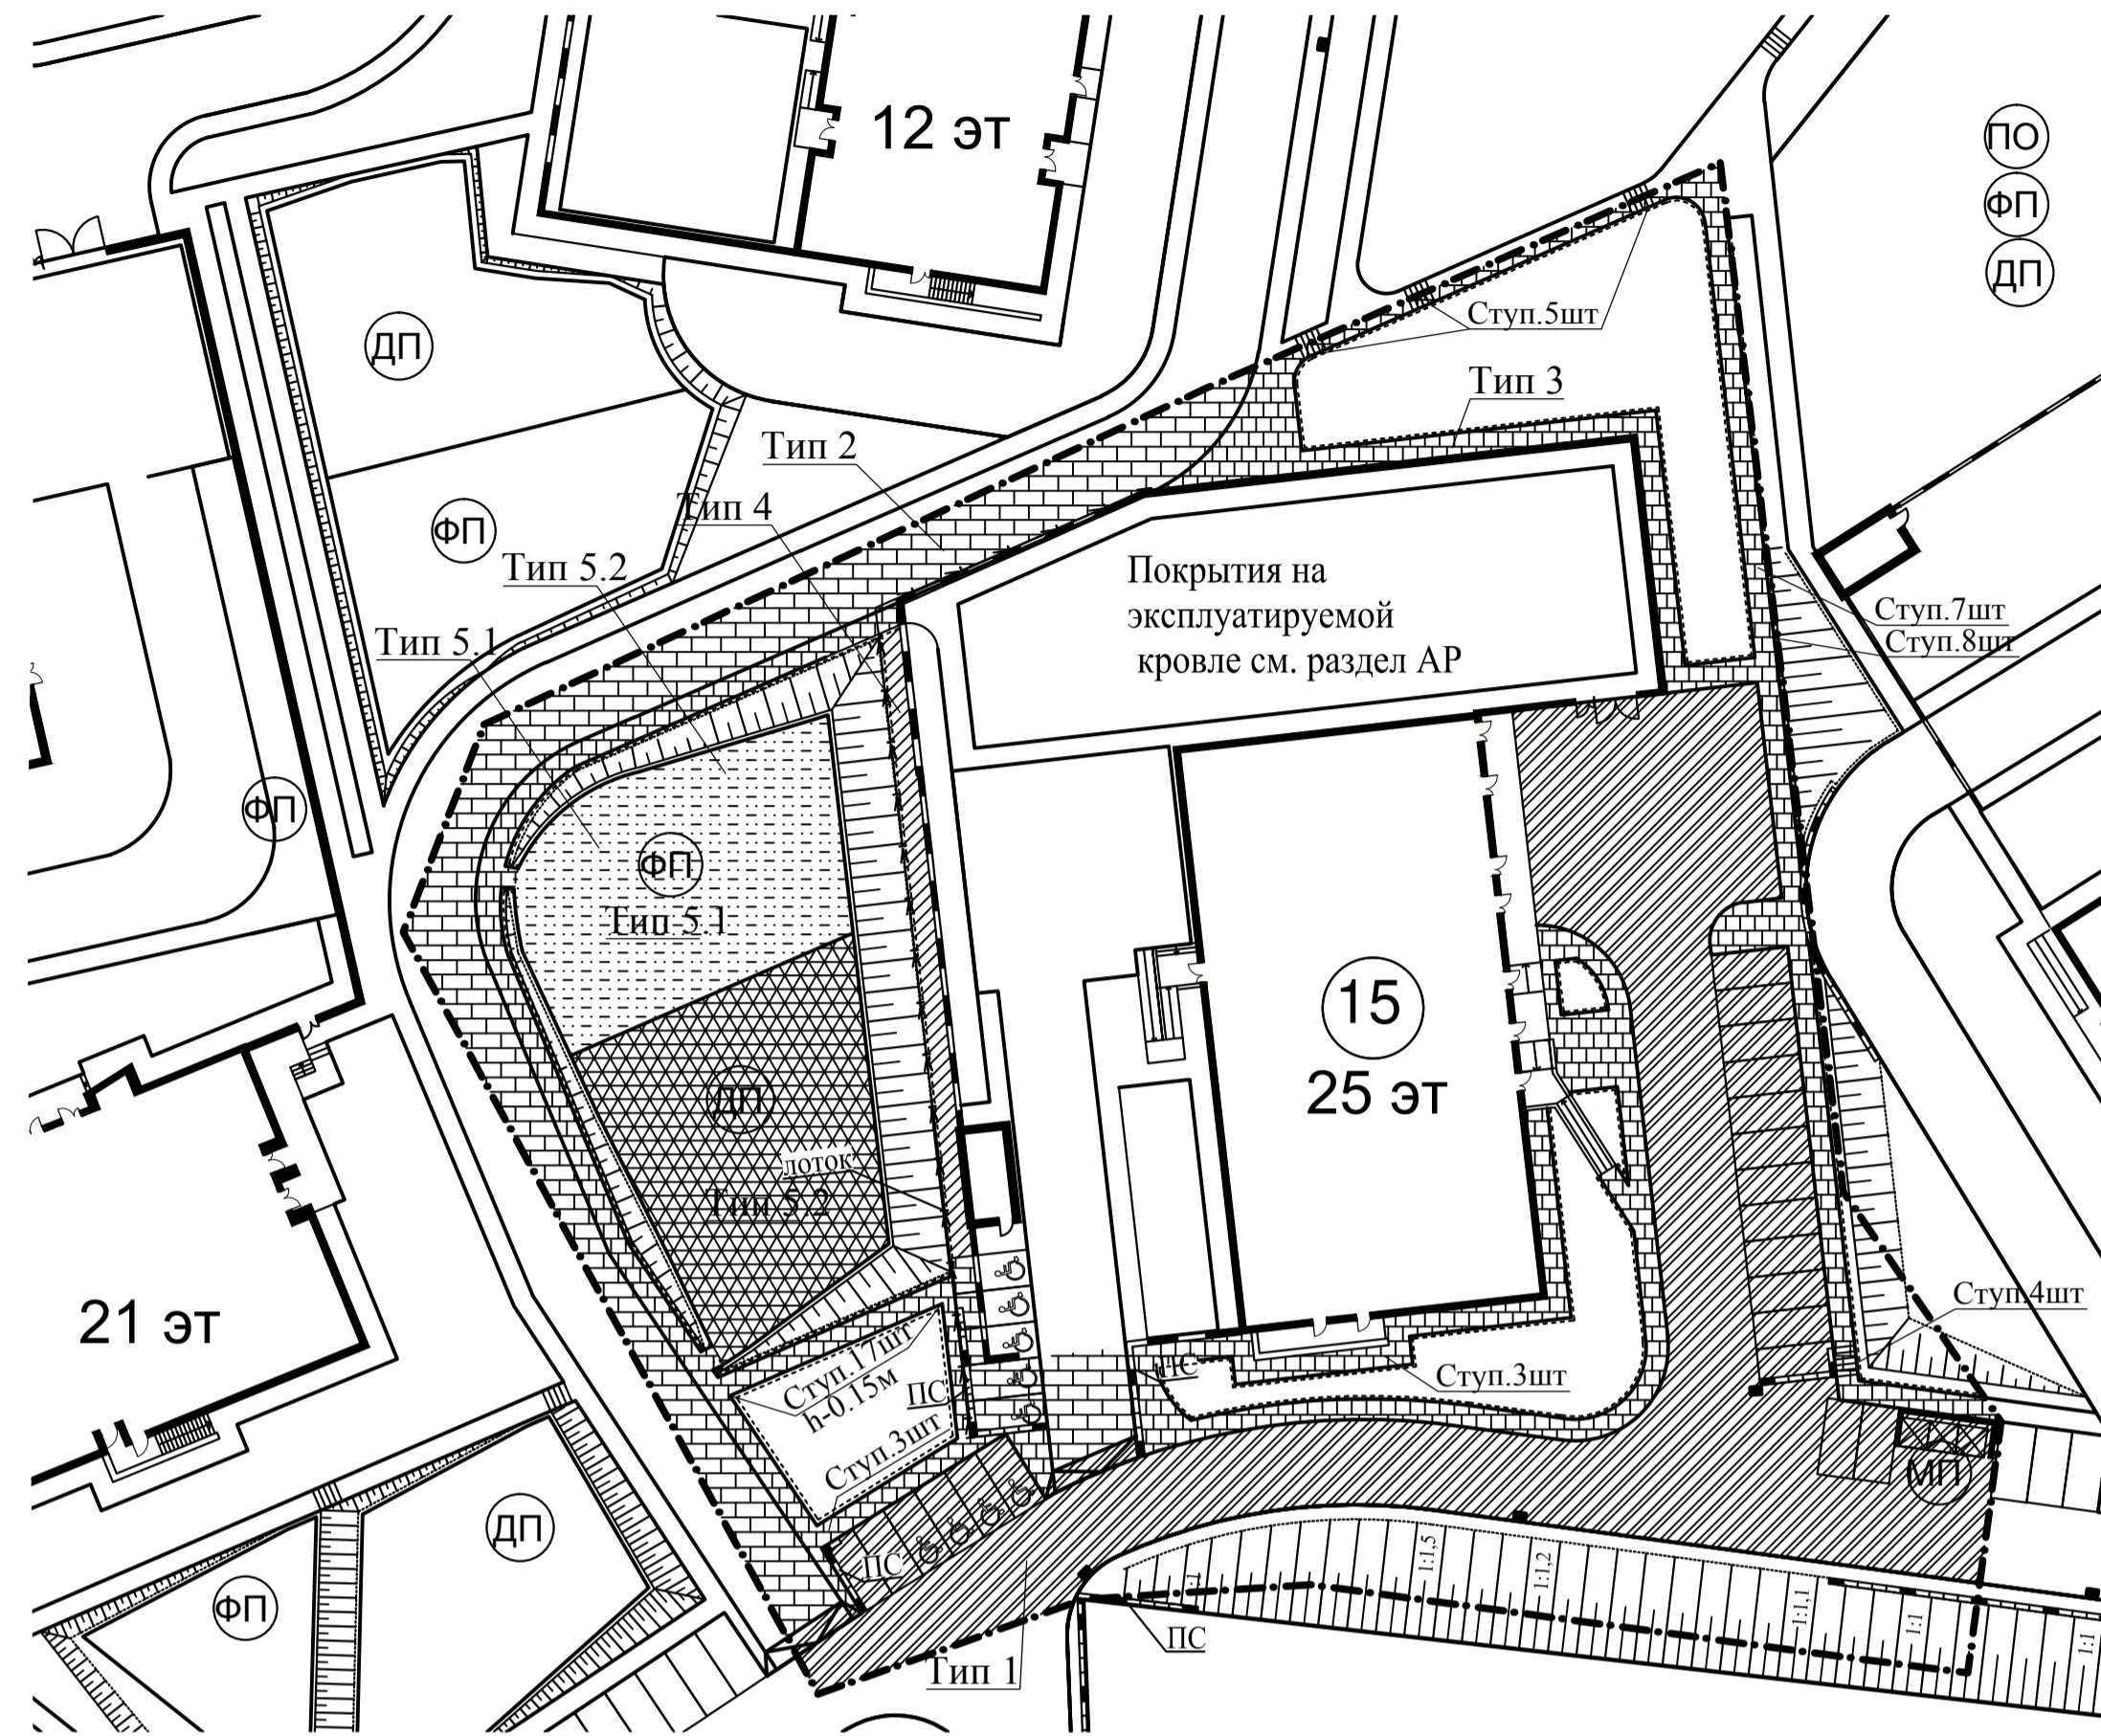 12 эт
ПО
ФП
ДП
ДП
Ступ.5шт
Тип 3
Тип 2
Тип 4
ФП
Тип 5.2
Покрытия на
эксплуатируемой
кровле см. раздел АР
Ступ.7шт
Ступ.8шт
Тип 5.1
ФП
ФП
Тип 5.1
15
25 эт
ДП
лоток
Тип 5.2
21 эт
Ступ.4шт
Ступ.17шт
h-0.15м
ПС
ПС
Ступ.3шт
Ступ.3шт
МП
ДП
ПС
ФП
1:1
1:1,5
1:1,2
1:1,1
1:1
1:1
ПС
Тип 1